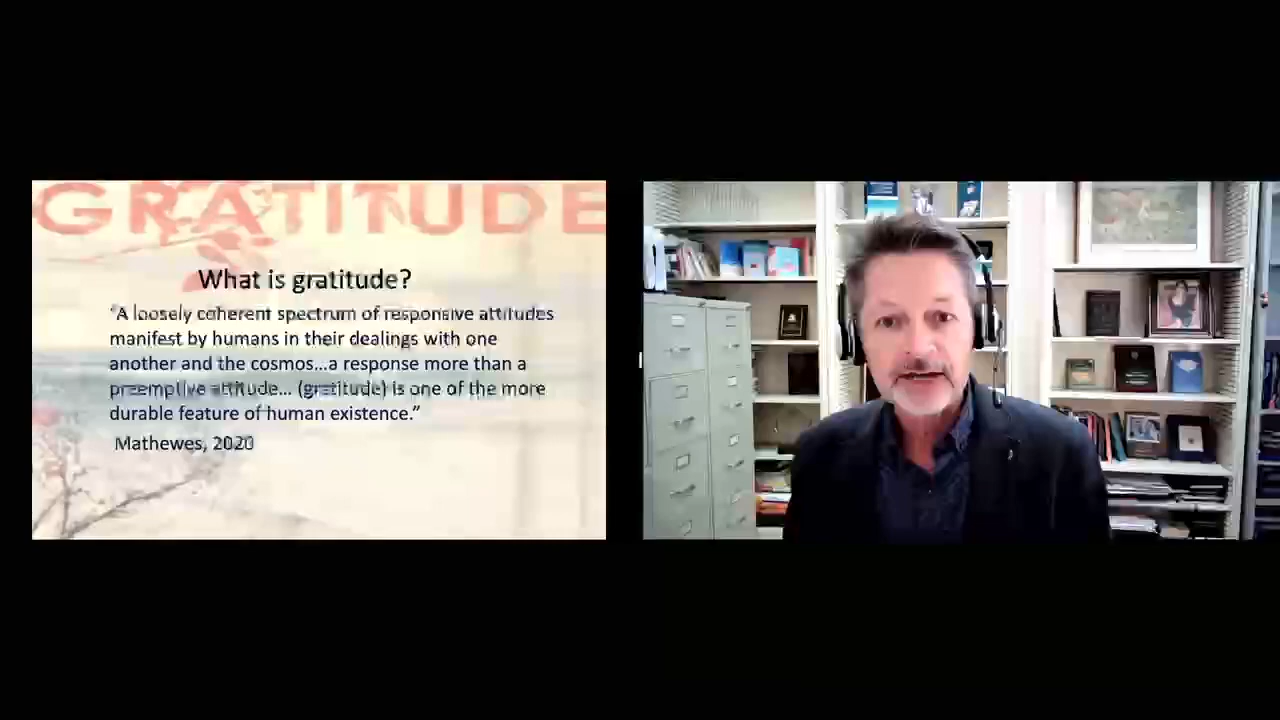 GRATITUDE
What is gratitude?
“A loosely coherent spectrum of responsive attitudes
manifest by humans in their dealings with one
another and the cosmos...a response more than a
preemptive attitude... (gratitude) is one of the more
durable feature of human existence.”
Mathewes, 2020